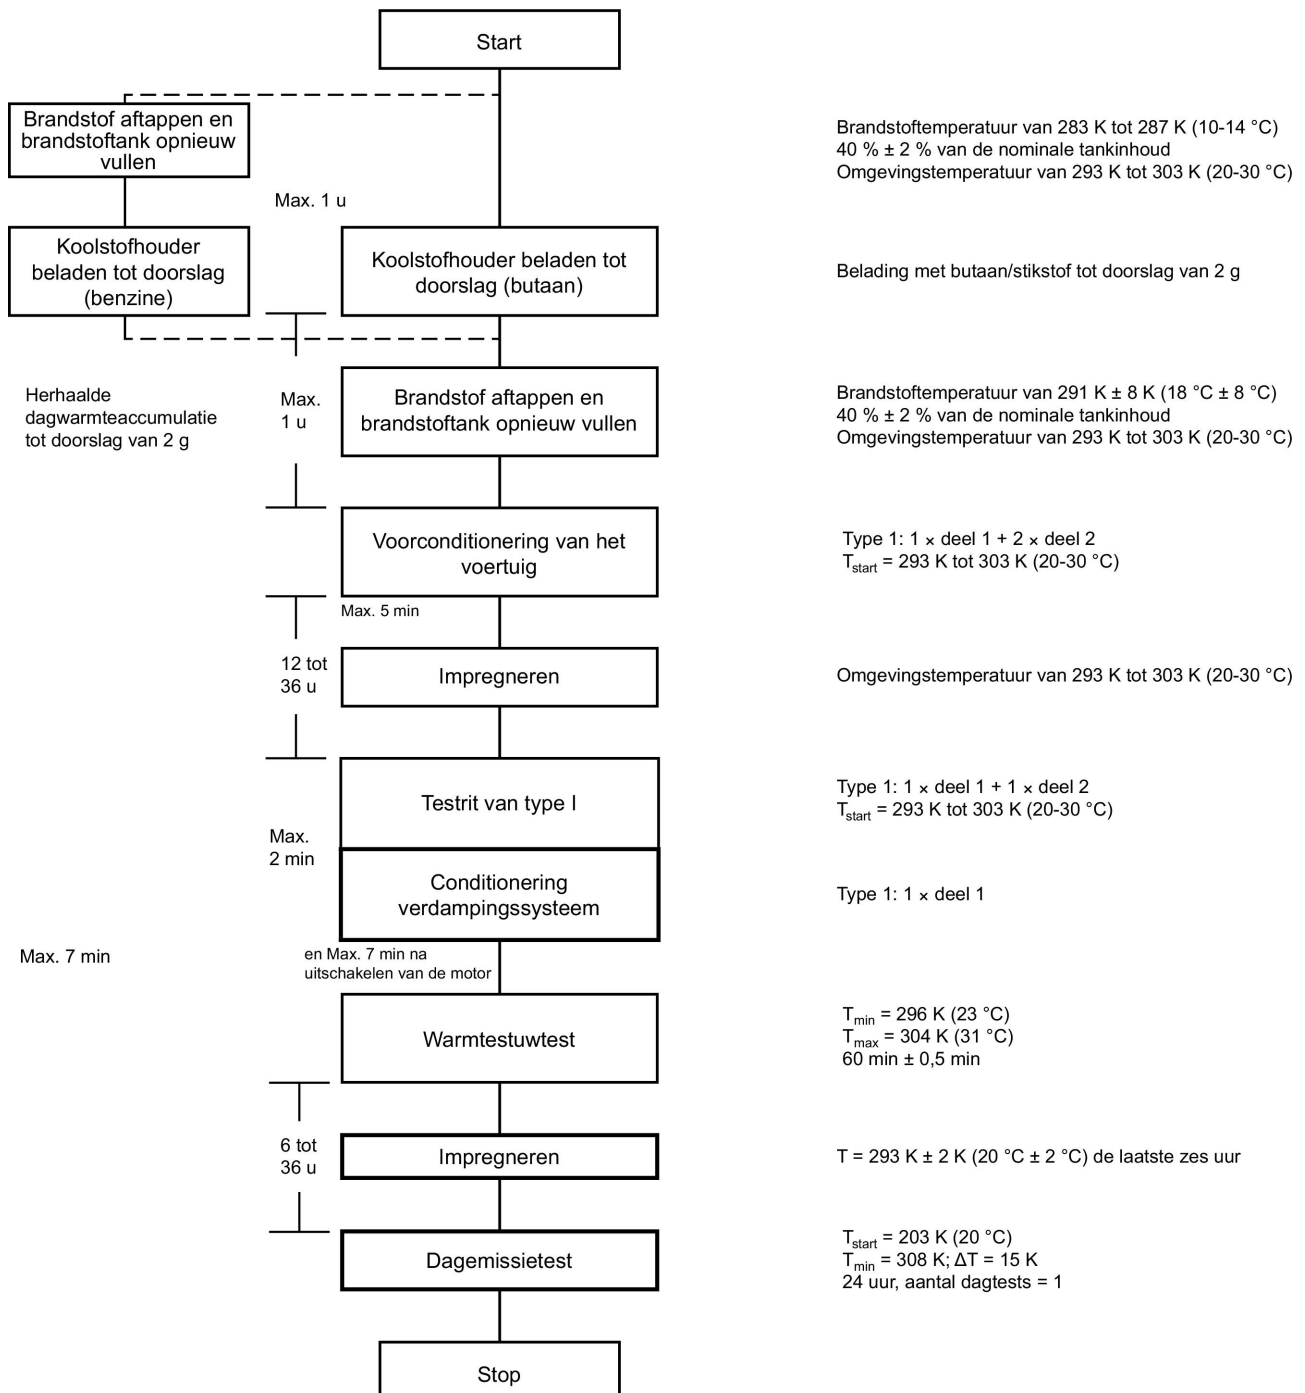 Start
Brandstof aftappen en
brandstoftank opnieuw
vullen
Brandstoftemperatuur van 283 K tot 287 K (10-14 °C)
40 % ± 2 % van de nominale tankinhoud
Omgevingstemperatuur van 293 K tot 303 K (20-30 °C)
Max. 1 u
Koolstofhouder
beladen tot doorslag
(benzine)
Koolstofhouder beladen tot
doorslag (butaan)
Belading met butaan/stikstof tot doorslag van 2 g
Herhaalde
dagwarmteaccumulatie
tot doorslag van 2 g
Max.
1 u
Brandstof aftappen en
brandstoftank opnieuw vullen
Brandstoftemperatuur van 291 K ± 8 K (18 °C ± 8 °C)
40 % ± 2 % van de nominale tankinhoud
Omgevingstemperatuur van 293 K tot 303 K (20-30 °C)
Voorconditionering van het
voertuig
Type 1: 1 × deel 1 + 2 × deel 2
Tstart = 293 K tot 303 K (20-30 °C)
Max. 5 min
12 tot
36 u
Impregneren
Omgevingstemperatuur van 293 K tot 303 K (20-30 °C)
Testrit van type I
Type 1: 1 × deel 1 + 1 × deel 2
Tstart = 293 K tot 303 K (20-30 °C)
Max.
2 min
Conditionering
verdampingssysteem
Type 1: 1 × deel 1
Max. 7 min
en Max. 7 min na
uitschakelen van de motor
Warmtestuwtest
Tmin = 296 K (23 °C)
Tmax = 304 K (31 °C)
60 min ± 0,5 min
6 tot
36 u
Impregneren
T = 293 K ± 2 K (20 °C ± 2 °C) de laatste zes uur
Dagemissietest
Tstart = 203 K (20 °C)
Tmin = 308 K; ΔT = 15 K
24 uur, aantal dagtests = 1
Stop